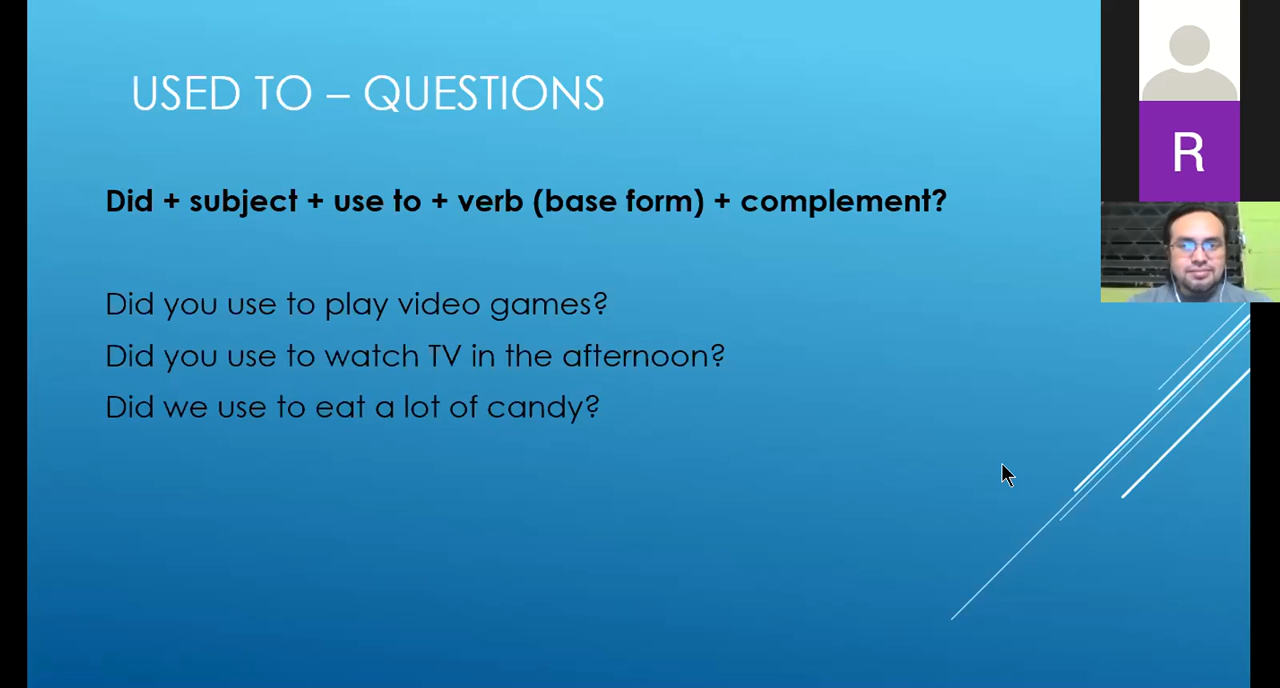 USED TO – QUESTIONS
Did + subject + use to + verb (base form) + complement?
Did you use to play video games?
Did you use to watch TV in the afternoon?
Did we use to eat a lot of candy?
R